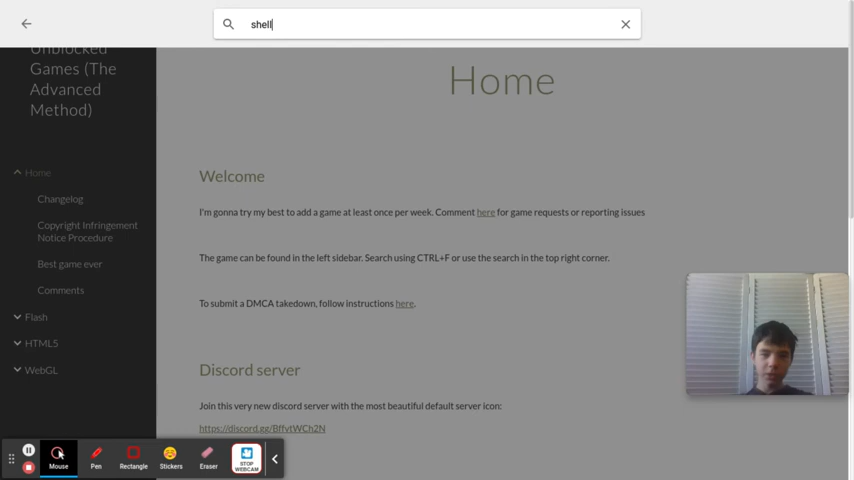 shell
Unblocked
Games (The
Advanced
Method)
Home
Changelog
Copyright Infringement
Notice Procedure
Best game ever
Comments
Flash
HTML5
WebGL
Home
Welcome
I'm gonna try my best to add a game at least once per week. Comment here for game requests or reporting issues
The game can be found in the left sidebar. Search using CTRL+F or use the search in the top right corner.
To submit a DMCA takedown, follow instructions here.
Discord server
Join this very new discord server with the most beautiful default server icon:
https://discord.gg/BffvtWCh2N
Mouse
Pen
Rectangle
Stickers
Eraser
STOP
WEBCAM